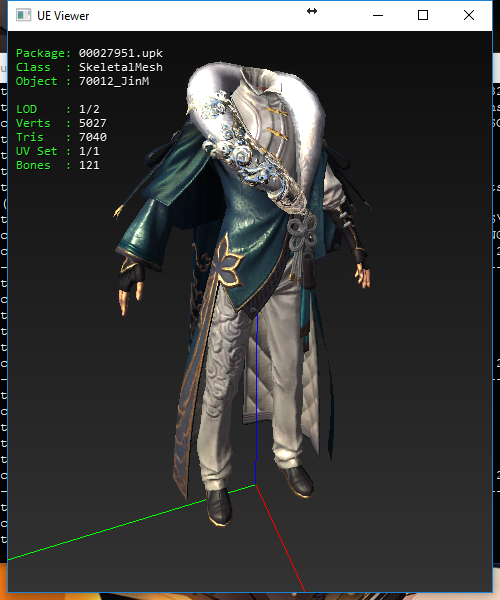 UE Viewer
Package: 00027951.upk
Class : SkeletalMesh
Object : 70012_JinM
LOD : 1/2
Verts : 5027
Tris : 7040
UV Set : 1/1
Bones : 121